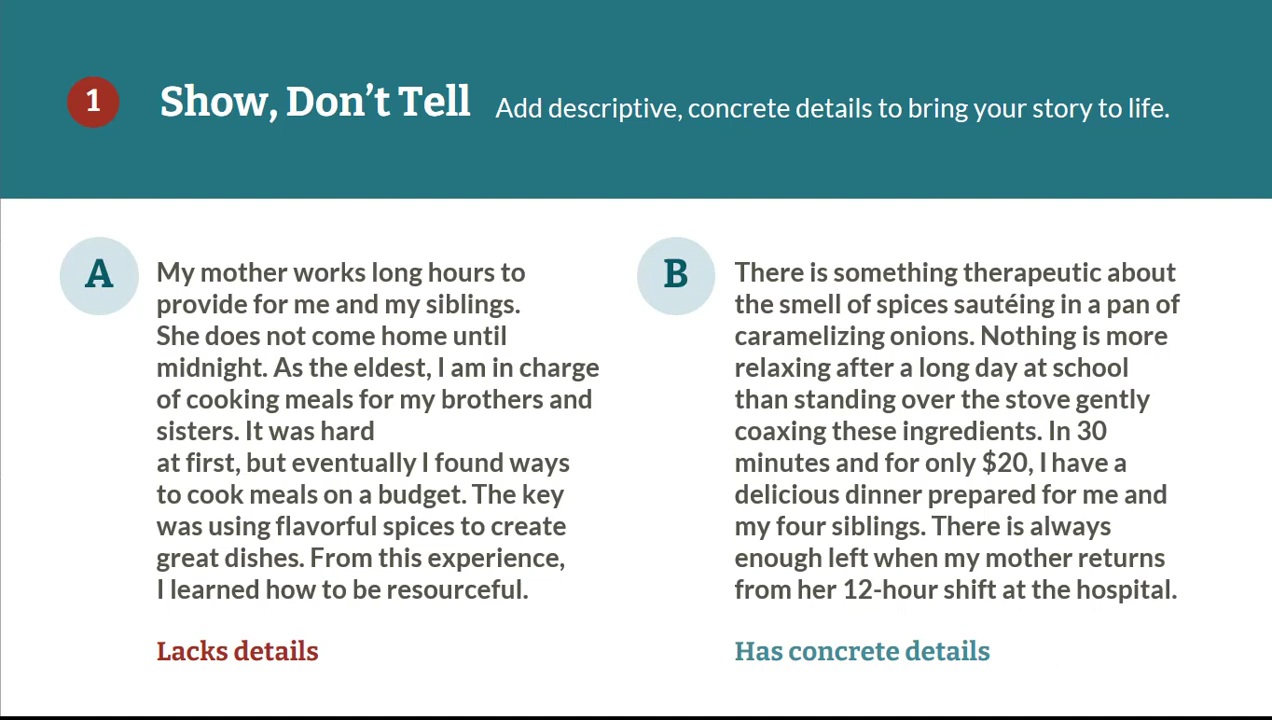 1
Show, Don't Tell
Add descriptive, concrete details to bring your story to life.
A
My mother works long hours to
provide for me and my siblings.
She does not come home until
midnight. As the eldest, I am in charge
of cooking meals for my brothers and
sisters. It was hard
at first, but eventually I found ways
to cook meals on a budget. The key
was using flavorful spices to create
great dishes. From this experience,
I learned how to be resourceful.
Lacks details
B
There is something therapeutic about
the smell of spices sautéing in a pan of
caramelizing onions. Nothing is more
relaxing after a long day at school
than standing over the stove gently
coaxing these ingredients. In 30
minutes and for only $20, I have a
delicious dinner prepared for me and
my four siblings. There is always
enough left when my mother returns
from her 12-hour shift at the hospital.
Has concrete details